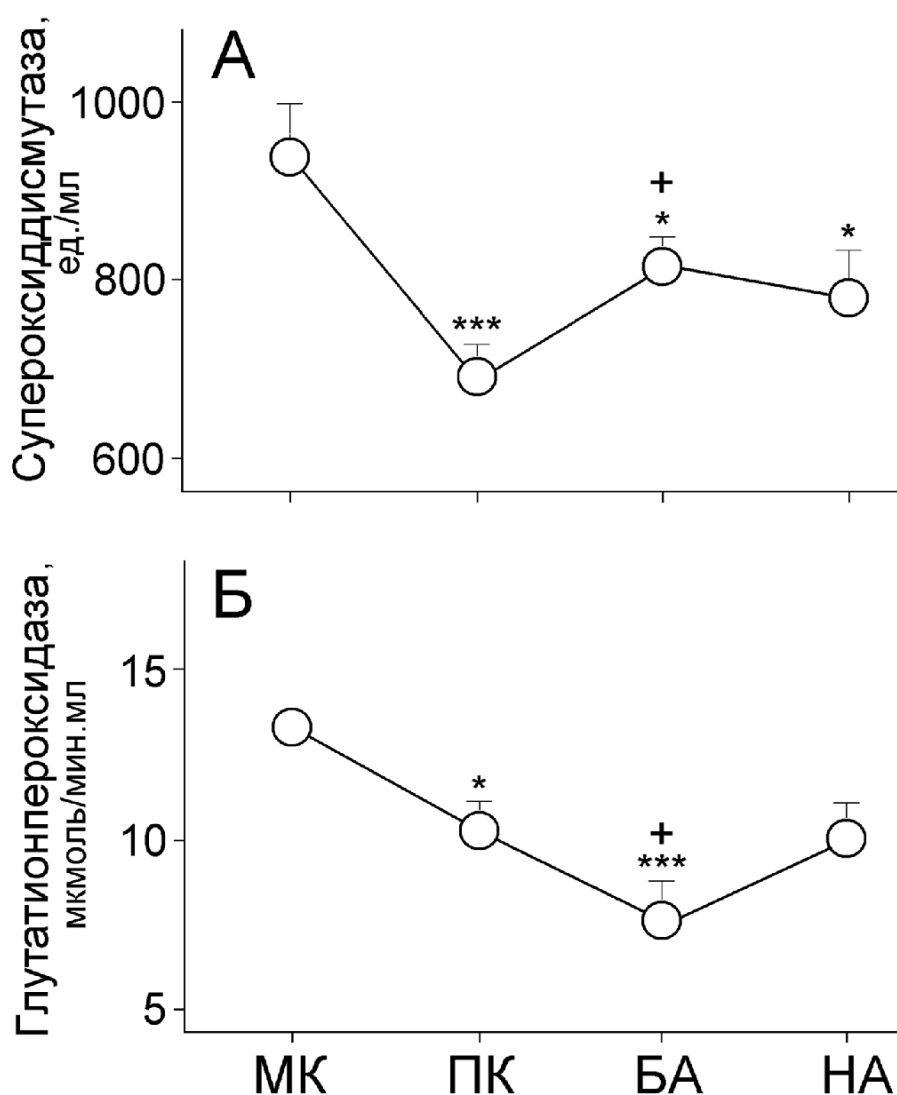 Супероксиддисмутаза,
ед./мл
А
1000
800
600
***
+
*
*
Глутатионпероксидаза,
мкмоль/мин.мл
Б
15
10
5
*
+
***
МК ПК БА НА